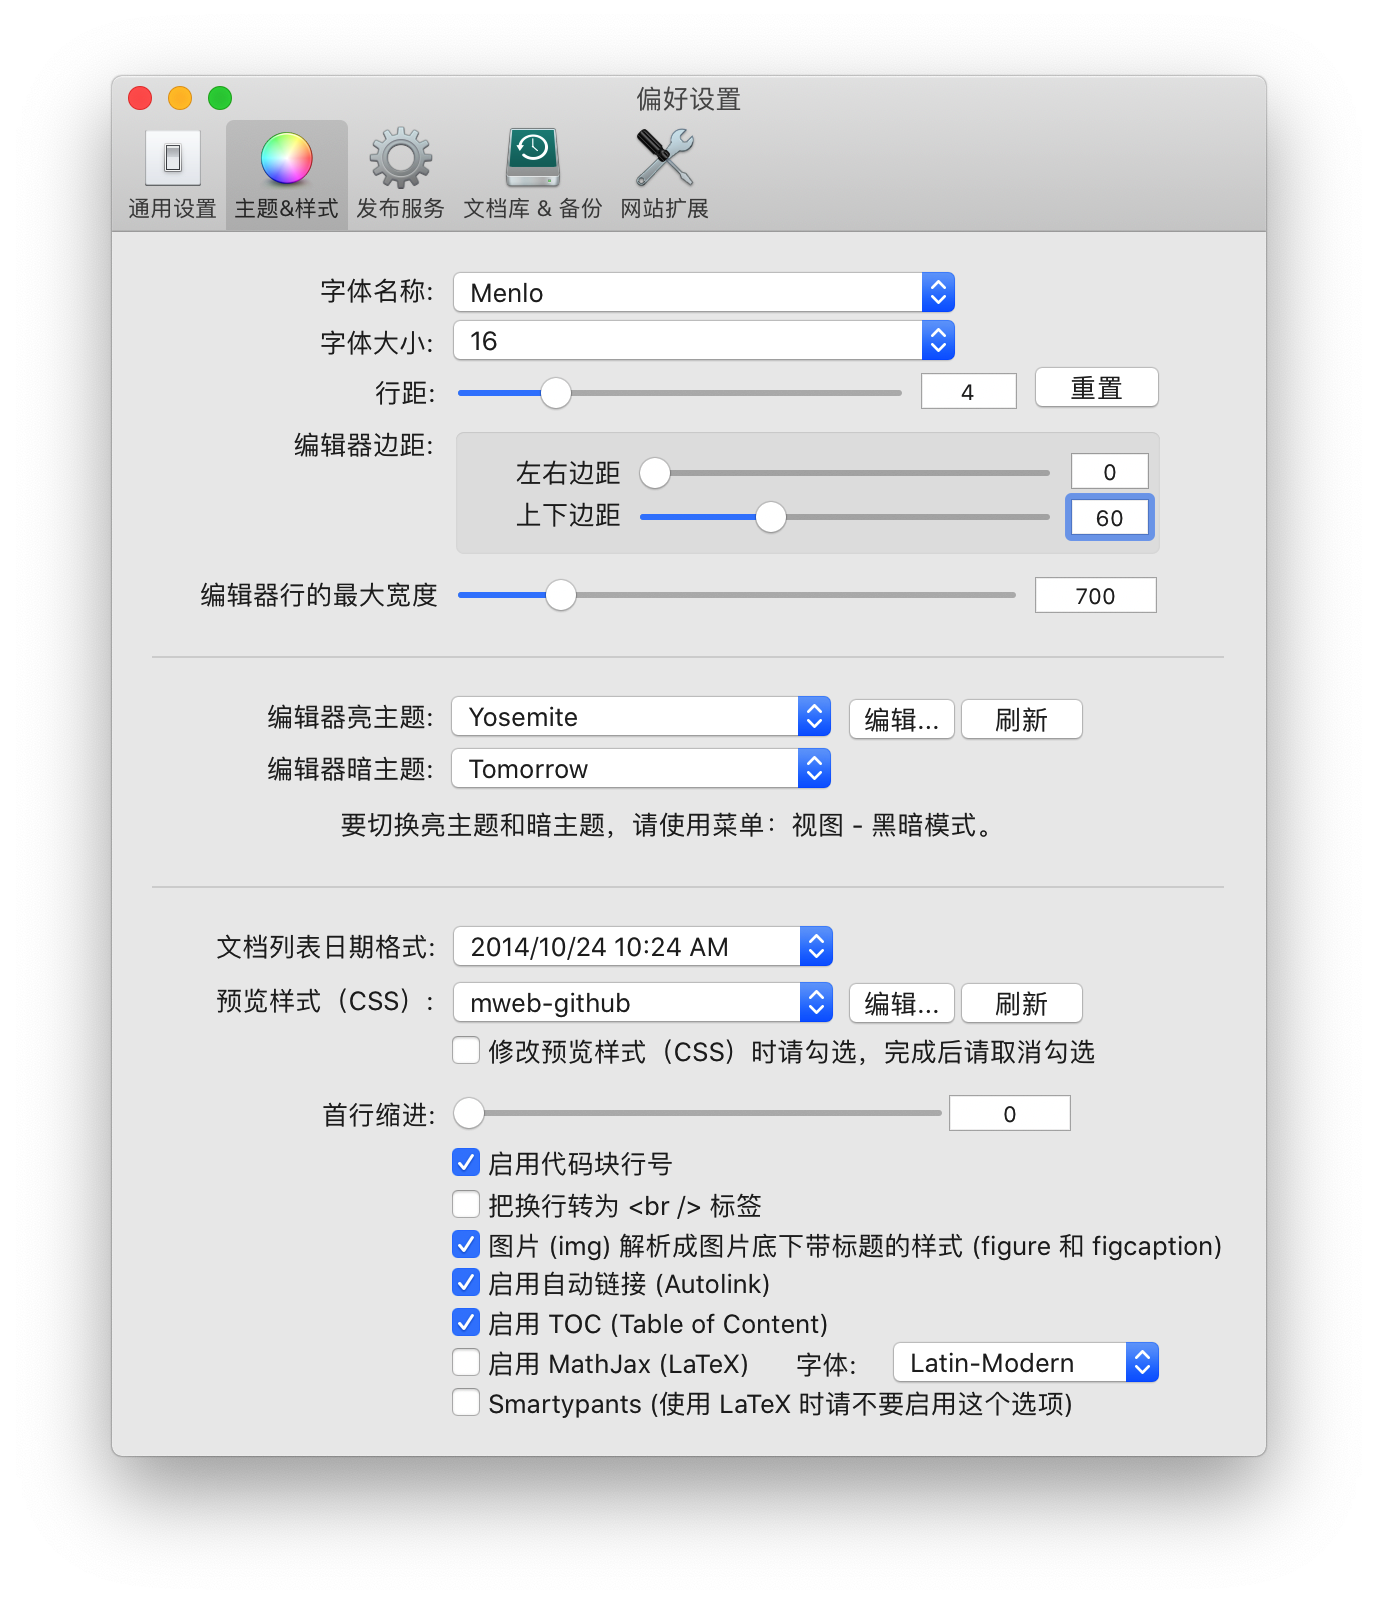 偏好设置
通用设置 主题&样式 发布服务 文档库 & 备份 网站扩展
字体名称: Menlo
字体大小: 16
行距: 4 重置
编辑器边距:
左右边距 0
上下边距 60
编辑器行的最大宽度 700
编辑器亮主题: Yosemite 编辑... 刷新
编辑器暗主题: Tomorrow
要切换亮主题和暗主题，请使用菜单：视图 - 黑暗模式。
文档列表日期格式: 2014/10/24 10:24 AM
预览样式（CSS）: mweb-github 编辑... 刷新
修改预览样式（CSS）时请勾选，完成后请取消勾选
首行缩进: 0
启用代码块行号
把换行转为 <br /> 标签
图片 (img) 解析成图片底下带标题的样式 (figure 和 figcaption)
启用自动链接 (Autolink)
启用 TOC (Table of Content)
启用 MathJax (LaTeX) 字体: Latin-Modern
Smartypants (使用 LaTeX 时请不要启用这个选项)